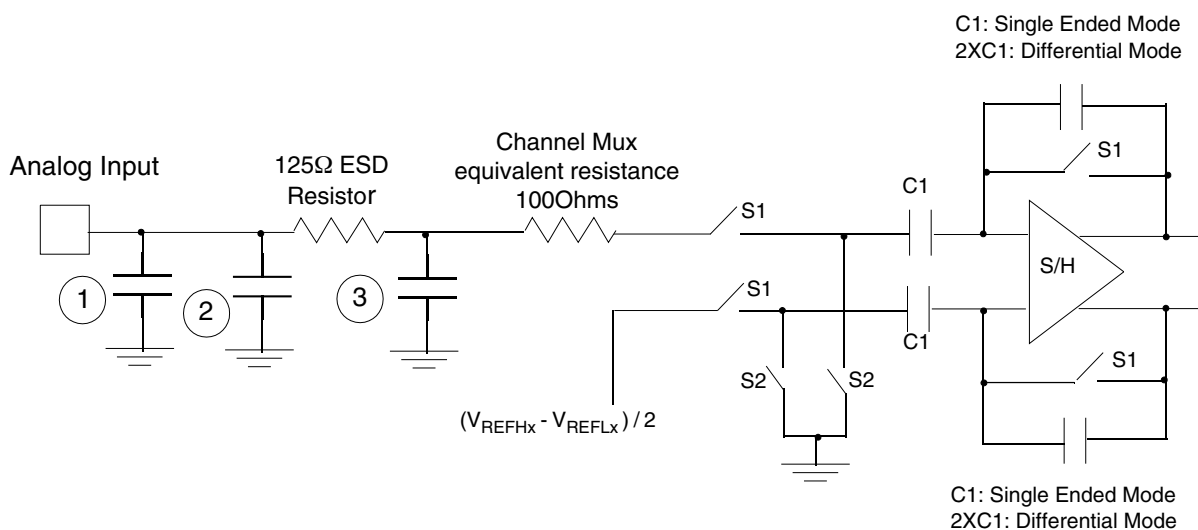 C1: Single Ended Mode
2XC1: Differential Mode
Analog Input
125Ω ESD
Resistor
Channel Mux
equivalent resistance
100Ohms
S1
C1
S1
S/H
1
2
3
S1
C1
S1
S2
S2
(VREFHx - VREFLx) / 2
C1: Single Ended Mode
2XC1: Differential Mode